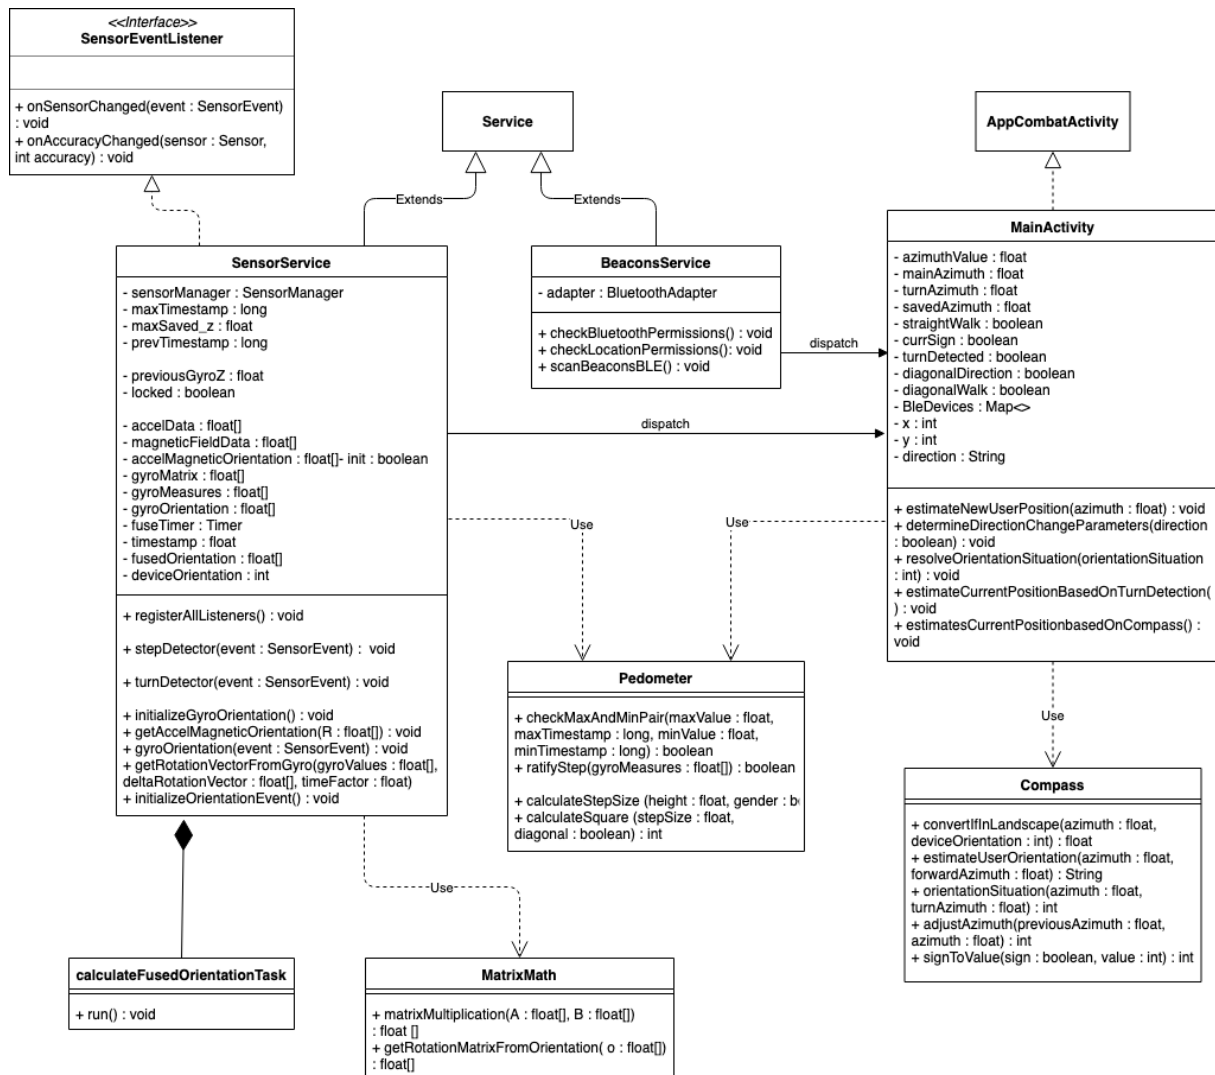 <<Interface>>
SensorEventListener
+ onSensorChanged(event : SensorEvent)
: void
+ onAccuracyChanged(sensor : Sensor,
int accuracy) : void
Service
AppCombatActivity
Extends
Extends
SensorService
- sensorManager : SensorManager
- maxTimestamp : long
- maxSaved_z : float
- prevTimestamp : long
- previousGyroZ : float
- locked : boolean
- accelData : float[]
- magneticFieldData : float[]
- accelMagneticOrientation : float[]- init : boolean
- gyroMatrix : float[]
- gyroMeasures : float[]
- gyroOrientation : float[]
- fuseTimer : Timer
- timestamp : float
- fusedOrientation : float[]
- deviceOrientation : int
+ registerAllListeners() : void
+ stepDetector(event : SensorEvent) :  void
+ turnDetector(event : SensorEvent) : void
+ initializeGyroOrientation() : void
+ getAccelMagneticOrientation(R : float[]) : void
+ gyroOrientation(event : SensorEvent) : void
+ getRotationVectorFromGyro(gyroValues : float[],
deltaRotationVector : float[], timeFactor : float)
+ initializeOrientationEvent() : void
BeaconsService
- adapter : BluetoothAdapter
+ checkBluetoothPermissions() : void
+ checkLocationPermissions(): void
+ scanBeaconsBLE() : void
dispatch
dispatch
MainActivity
- azimuthValue : float
- mainAzimuth : float
- turnAzimuth : float
- savedAzimuth : float
- straightWalk : boolean
- currSign : boolean
- turnDetected : boolean
- diagonalDirection : boolean
- diagonalWalk : boolean
- BleDevices : Map<>
- x : int
- y : int
- direction : String
+ estimateNewUserPosition(azimuth : float) : void
+ determineDirectionChangeParameters(direction
: boolean) : void
+ resolveOrientationSituation(orientationSituation
: int) : void
+ estimateCurrentPositionBasedOnTurnDetection(
) : void
+ estimatesCurrentPositionbasedOnCompass() :
void
Use
Use
Use
Use
Pedometer
+ checkMaxAndMinPair(maxValue : float,
maxTimestamp : long, minValue : float,
minTimestamp : long) : boolean
+ ratifyStep(gyroMeasures : float[]) : boolean
+ calculateStepSize (height : float, gender :
+ calculateSquare (stepSize : float,
diagonal : boolean) : int
Compass
+ convertIfInLandscape(azimuth : float,
deviceOrientation : int) : float
+ estimateUserOrientation(azimuth : float,
forwardAzimuth : float) : String
+ orientationSituation(azimuth : float,
turnAzimuth : float) : int
+ adjustAzimuth(previousAzimuth : float,
azimuth : float) : int
+ signToValue(sign : boolean, value : int) : int
calculateFusedOrientationTask
+ run() : void
MatrixMath
+ matrixMultiplication(A : float[], B : float[])
: float []
+ getRotationMatrixFromOrientation( o : float[])
: float[]